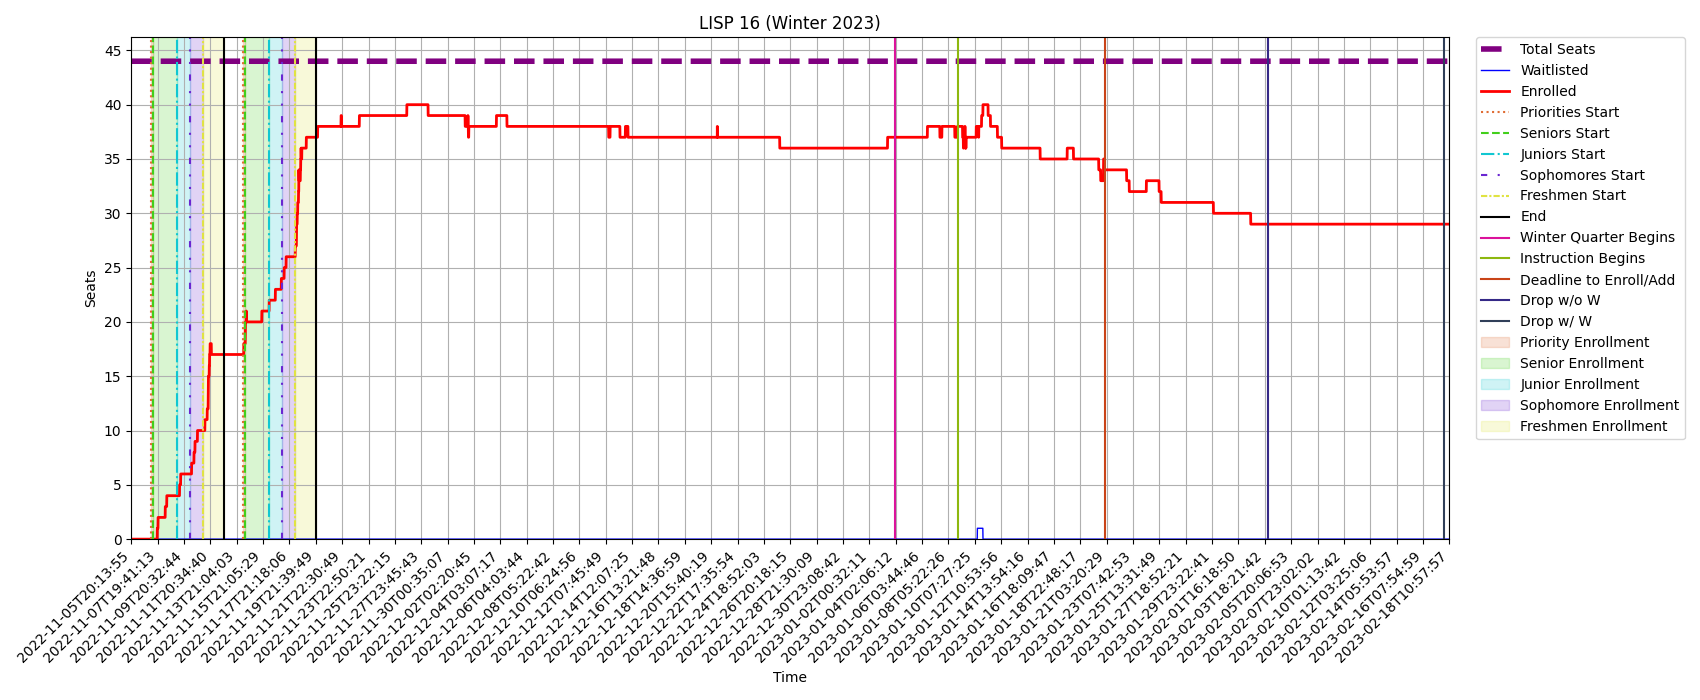 LISP 16 (Winter 2023)
45
40
35
30
25
20
15
10
5
0
Seats
2022-11-05T20:13:55
2022-11-07T19:41:13
2022-11-09T20:32:44
2022-11-11T20:34:40
2022-11-13T21:04:03
2022-11-15T21:05:29
2022-11-17T21:18:06
2022-11-19T21:39:49
2022-11-21T22:30:49
2022-11-23T22:50:21
2022-11-25T23:22:15
2022-11-27T23:45:43
2022-11-30T00:35:07
2022-12-02T02:20:45
2022-12-04T03:07:17
2022-12-06T04:03:44
2022-12-08T05:22:42
2022-12-10T06:24:56
2022-12-12T07:45:49
2022-12-14T12:07:25
2022-12-16T13:21:48
2022-12-18T14:36:59
2022-12-20T15:40:19
2022-12-22T17:35:54
2022-12-24T18:52:03
2022-12-26T20:18:15
2022-12-28T21:30:09
2022-12-30T23:08:42
2023-01-02T00:32:11
2023-01-04T02:06:12
2023-01-06T03:44:46
2023-01-08T05:22:26
2023-01-10T07:27:25
2023-01-12T10:53:56
2023-01-14T13:54:16
2023-01-16T18:09:47
2023-01-18T22:48:17
2023-01-21T03:20:29
2023-01-23T07:42:53
2023-01-25T13:31:49
2023-01-27T18:52:21
2023-01-29T23:22:41
2023-02-01T16:18:50
2023-02-03T18:21:42
2023-02-05T20:06:53
2023-02-07T23:02:02
2023-02-10T01:13:42
2023-02-12T03:25:06
2023-02-14T05:53:57
2023-02-16T07:54:59
2023-02-18T10:57:57
Time
Total Seats
Waitlisted
Enrolled
Priorities Start
Seniors Start
Juniors Start
Sophomores Start
Freshmen Start
End
Winter Quarter Begins
Instruction Begins
Deadline to Enroll/Add
Drop w/o W
Drop w/ W
Priority Enrollment
Senior Enrollment
Junior Enrollment
Sophomore Enrollment
Freshmen Enrollment